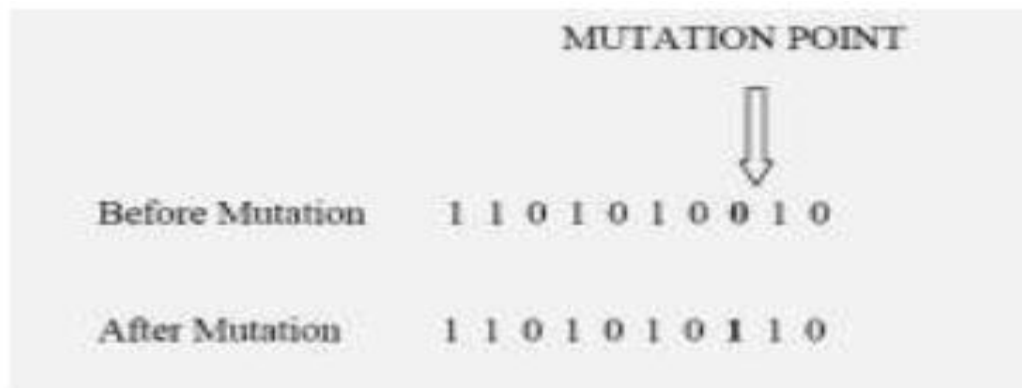 MUTATION POINT
Before Mutation 1 1 0 1 0 1 0 0 1 0
After Mutation 1 1 0 1 0 1 0 1 1 0